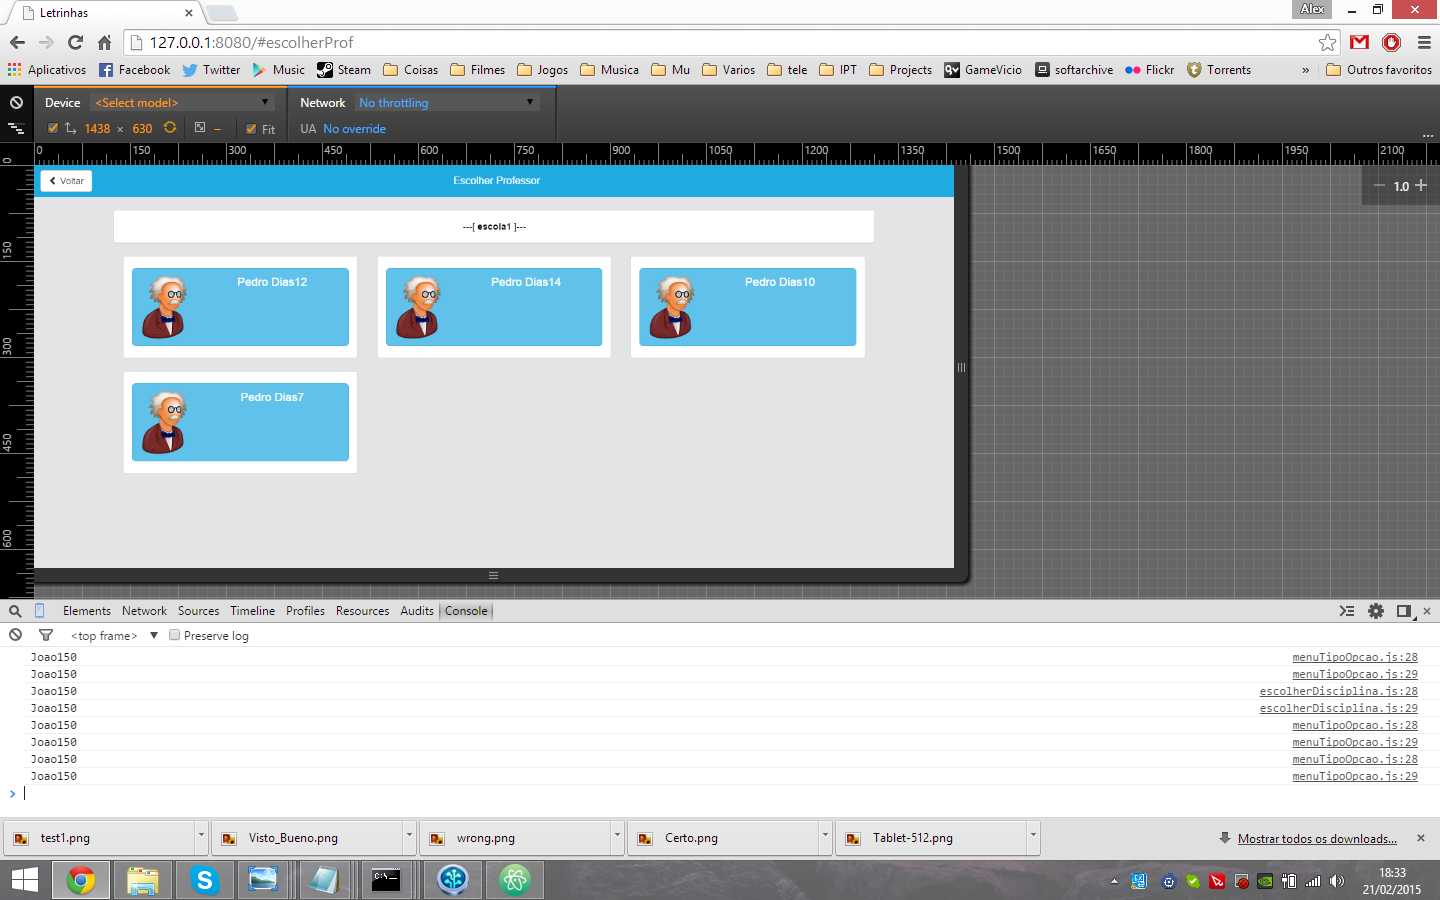 Letrinhas
Alex
127.0.0.1:8080/#escolherProf
Aplicativos Facebook Twitter Music Steam Coisas Filmes Jogos Musica Mu Varios tele IPT Projects GameVicio softarchive Flickr Torrents » Outros favoritos
Device <Select model> Network No throttling
1438 × 630 Fit UA No override
...
0 150 300 450 600 750 900 1050 1200 1350 1500 1650 1800 1950 2100
0
150
300
450
600
1.0
Voltar Escolher Professor
---[ escola1 ]---
Pedro Dias12 Pedro Dias14 Pedro Dias10
Pedro Dias7
Elements Network Sources Timeline Profiles Resources Audits Console
<top frame> Preserve log
Joao150 menuTipoOpcao.js:28
Joao150 menuTipoOpcao.js:29
Joao150 escolherDisciplina.js:28
Joao150 escolherDisciplina.js:29
Joao150 menuTipoOpcao.js:28
Joao150 menuTipoOpcao.js:29
Joao150 menuTipoOpcao.js:28
Joao150 menuTipoOpcao.js:29
>
test1.png Visto_Bueno.png wrong.png Certo.png Tablet-512.png Mostrar todos os downloads...
18:33
21/02/2015